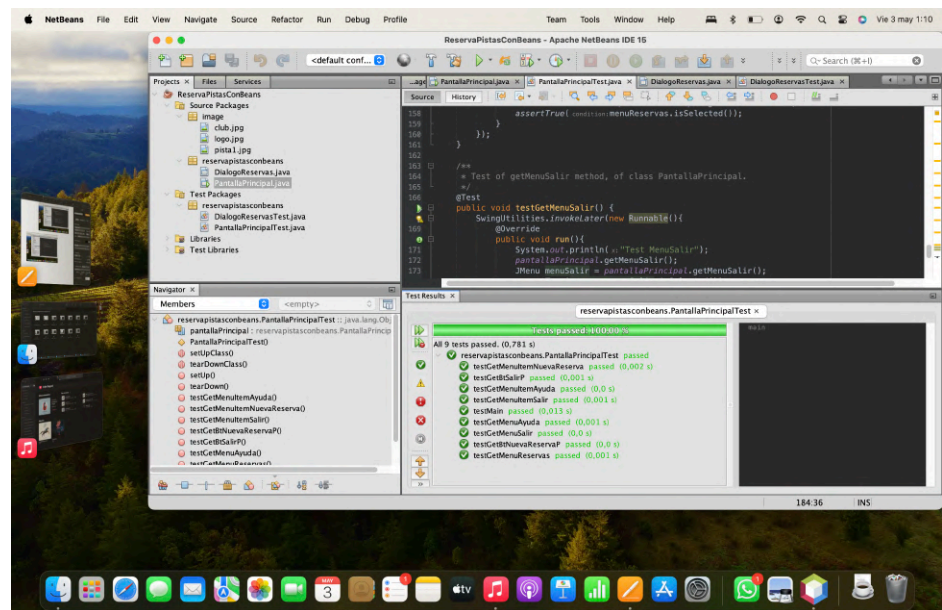 NetBeans File Edit View Navigate Source Refactor Run Debug Profile Team Tools Window Help Vie 3 may 1:10
ReservaPistasConBeans - Apache NetBeans IDE 15
<default conf... Search (⌘+I)
Projects × Files Services
ReservaPistasConBeans
Source Packages
image
club.jpg
logo.jpg
pista1.jpg
reservapistasconbeans
DialogoReservas.java
PantallaPrincipal.java
Test Packages
reservapistasconbeans
DialogoReservasTest.java
PantallaPrincipalTest.java
Libraries
Test Libraries
...age PantallaPrincipal.java × PantallaPrincipalTest.java × DialogoReservas.java × DialogoReservasTest.java ×
Source History
158 assertTrue( condition: menuReservas.isSelected());
159 }
160 });
161 }
162
163 /**
164 * Test of getMenuSalir method, of class PantallaPrincipal.
165 */
166 @Test
public void testGetMenuSalir() {
SwingUtilities.invokeLater(new Runnable(){
169 @Override
public void run(){
171 System.out.println( x: "Test MenuSalir");
172 pantallaPrincipal.getMenuSalir();
173 JMenu menuSalir = pantallaPrincipal.getMenuSalir();
Navigator ×
Members <empty>
reservapistasconbeans.PantallaPrincipalTest :: java.lang.Obj
pantallaPrincipal : reservapistasconbeans.PantallaPrincip
PantallaPrincipalTest()
setUpClass()
tearDownClass()
setUp()
tearDown()
testGetMenuItemAyuda()
testGetMenuItemNuevaReserva()
testGetMenuItemSalir()
testGetBtNuevaReservaP()
testGetBtSalirP()
testGetMenuAyuda()
testGetMenuReservas()
Test Results ×
reservapistasconbeans.PantallaPrincipalTest ×
Tests passed: 100,00 %
All 9 tests passed. (0,781 s)
reservapistasconbeans.PantallaPrincipalTest passed
testGetMenuItemNuevaReserva passed (0,002 s)
testGetBtSalirP passed (0,001 s)
testGetMenuItemAyuda passed (0,0 s)
testGetMenuItemSalir passed (0,001 s)
testMain passed (0,013 s)
testGetMenuAyuda passed (0,001 s)
testGetMenuSalir passed (0,0 s)
testGetBtNuevaReservaP passed (0,0 s)
testGetMenuReservas passed (0,001 s)
main
184:36 INS
MAY
3
tv